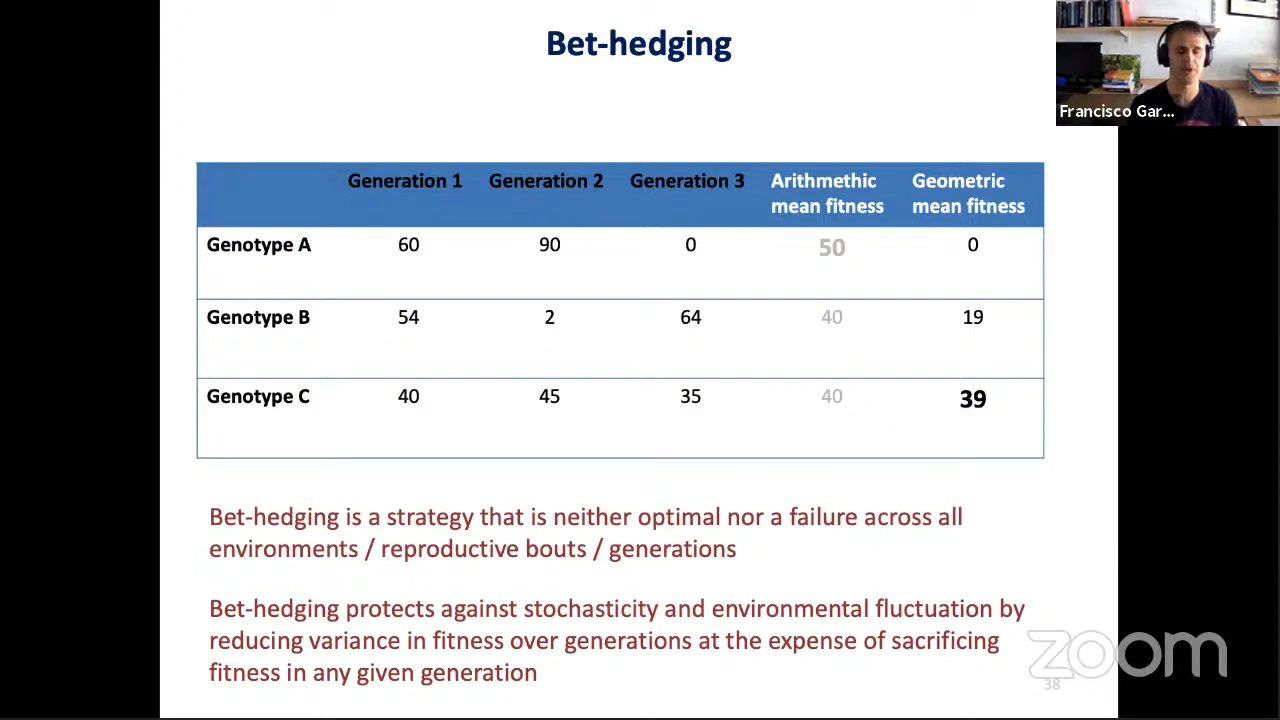 Bet-hedging
Francisco Gar...
Generation 1 Generation 2 Generation 3 Arithmethic mean fitness Geometric mean fitness
Genotype A 60 90 0 50 0
Genotype B 54 2 64 40 19
Genotype C 40 45 35 40 39
Bet-hedging is a strategy that is neither optimal nor a failure across all
environments / reproductive bouts / generations
Bet-hedging protects against stochasticity and environmental fluctuation by
reducing variance in fitness over generations at the expense of sacrificing
fitness in any given generation
zoom
38